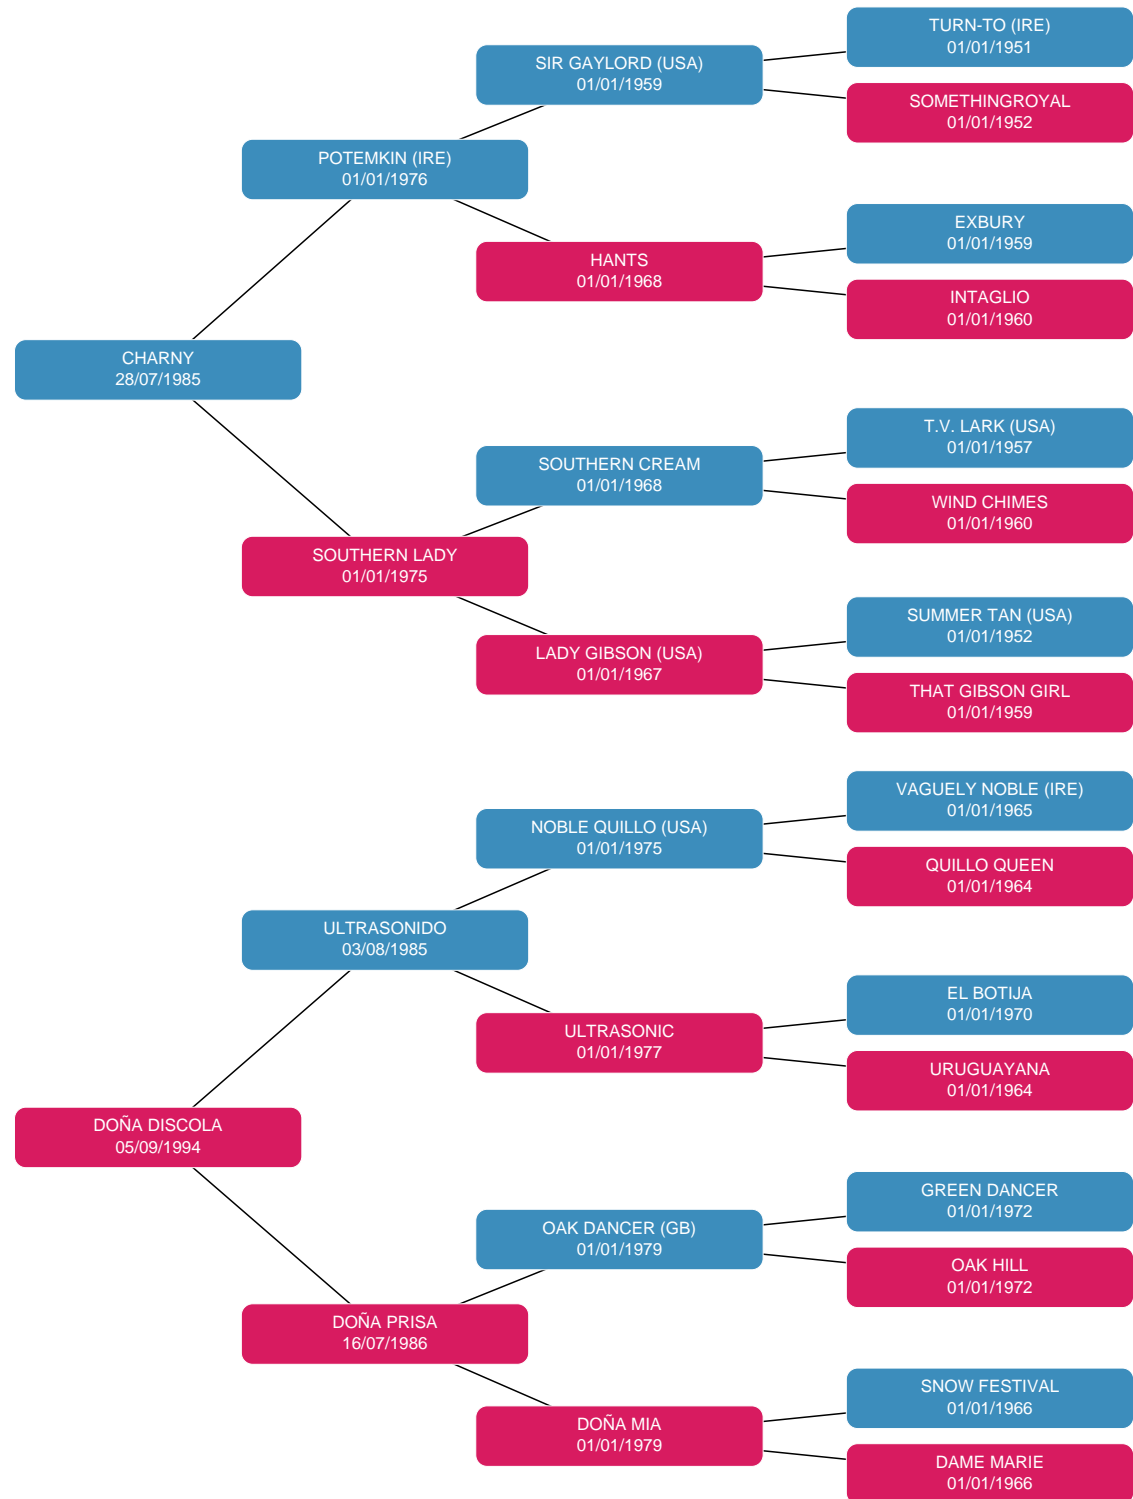 TURN-TO (IRE)
01/01/1951
SIR GAYLORD (USA)
01/01/1959
SOMETHINGROYAL
01/01/1952
POTEMKIN (IRE)
01/01/1976
EXBURY
01/01/1959
HANTS
01/01/1968
INTAGLIO
01/01/1960
CHARNY
28/07/1985
T.V. LARK (USA)
01/01/1957
SOUTHERN CREAM
01/01/1968
WIND CHIMES
01/01/1960
SOUTHERN LADY
01/01/1975
SUMMER TAN (USA)
01/01/1952
LADY GIBSON (USA)
01/01/1967
THAT GIBSON GIRL
01/01/1959
VAGUELY NOBLE (IRE)
01/01/1965
NOBLE QUILLO (USA)
01/01/1975
QUILLO QUEEN
01/01/1964
ULTRASONIDO
03/08/1985
EL BOTIJA
01/01/1970
ULTRASONIC
01/01/1977
URUGUAYANA
01/01/1964
DOÑA DISCOLA
05/09/1994
GREEN DANCER
01/01/1972
OAK DANCER (GB)
01/01/1979
OAK HILL
01/01/1972
DOÑA PRISA
16/07/1986
SNOW FESTIVAL
01/01/1966
DOÑA MIA
01/01/1979
DAME MARIE
01/01/1966